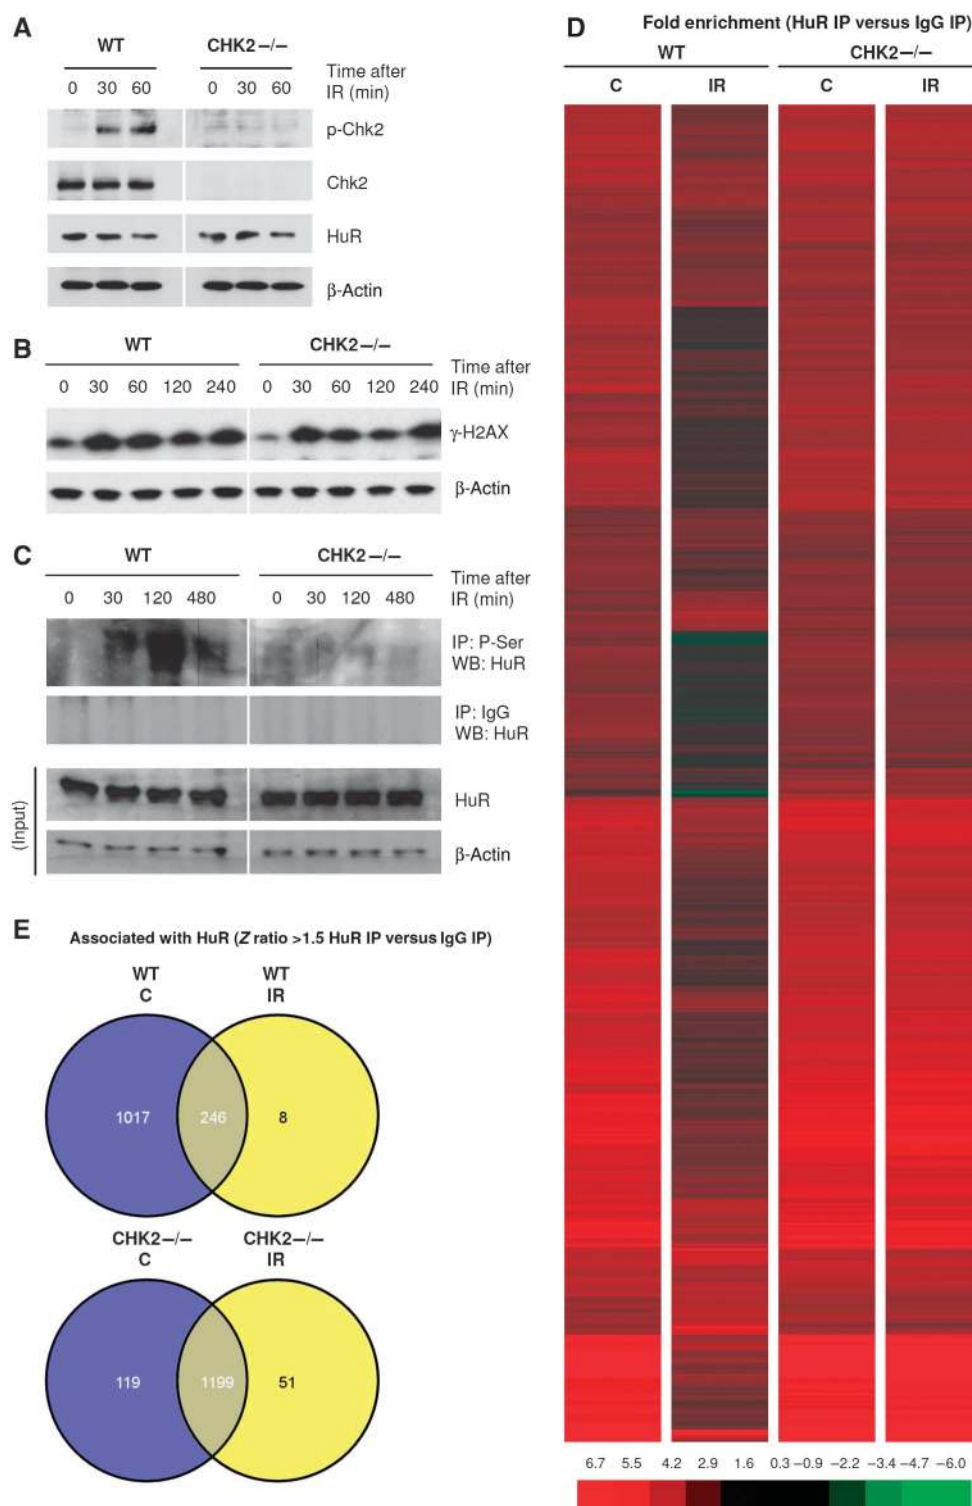 A
WT CHK2−/−
0 30 60 0 30 60 Time after
IR (min)
p-Chk2
Chk2
HuR
β-Actin
B
WT CHK2−/−
Time after
0 30 60 120 240 0 30 60 120 240 IR (min)
γ-H2AX
β-Actin
C
WT CHK2−/−
Time after
0 30 120 480 0 30 120 480 IR (min)
IP: P-Ser
WB: HuR
IP: IgG
WB: HuR
(Input)
HuR
β-Actin
D
Fold enrichment (HuR IP versus IgG IP)
WT CHK2−/−
C IR C IR
6.7 5.5 4.2 2.9 1.6 0.3 −0.9 −2.2 −3.4 −4.7 −6.0
E
Associated with HuR (Z ratio >1.5 HuR IP versus IgG IP)
WT WT
C IR
1017 246 8
CHK2−/− CHK2−/−
C IR
119 1199 51